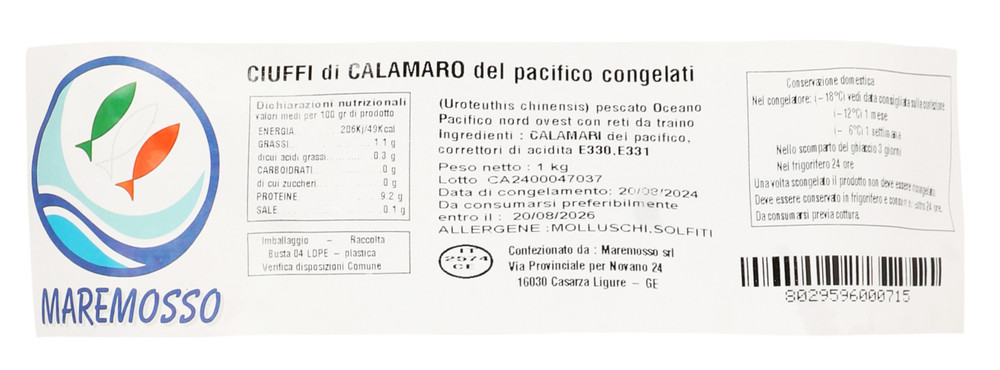 MAREMOSSO
CIUFFI di CALAMARO del pacifico congelati
Dichiarazioni nutrizionali
valori medi per 100 gr di prodotto
ENERGIA 206Kj/49Kcal
GRASSI... 1.1 g
dicui acidi grassi... 0.3 g
CARBOIDRATI... .0 g
di cui zuccheri 0 g
PROTEINE 9.2 g
SALE 0.1 g
Imballaggio – Raccolta
Busta 04 LDPE – plastica
Verifica disposizioni Comune
(Uroteuthis chinensis) pescato Oceano
Pacifico nord ovest con reti da traino
Ingredienti : CALAMARI del pacifico,
correttori di acidita E330,E331
Peso netto : 1 kg
Lotto CA2400047037
Data di congelamento: 20/08/2024
Da consumarsi preferibilmente
entro il : 20/08/2026
ALLERGENE :MOLLUSCHI,SOLFITI
IT
2574
CE
Confezionato da : Maremosso srl
Via Provinciale per Novano 24
16030 Casarza Ligure – GE
Conservazione domestica
Nel congelatore: (–18°C) vedi data consigliata sulla confezione
(–12°C) 1 mese
(– 6°C) 1 settimana
Nello scomparto del ghiaccio 3 giorni
Nel frigorifero 24 ore
Una volta scongelato il prodotto non deve essere ricongelato
Deve essere conservato in frigorifero e entro 24 ore.
Da consumarsi previa cottura.
8029596000715